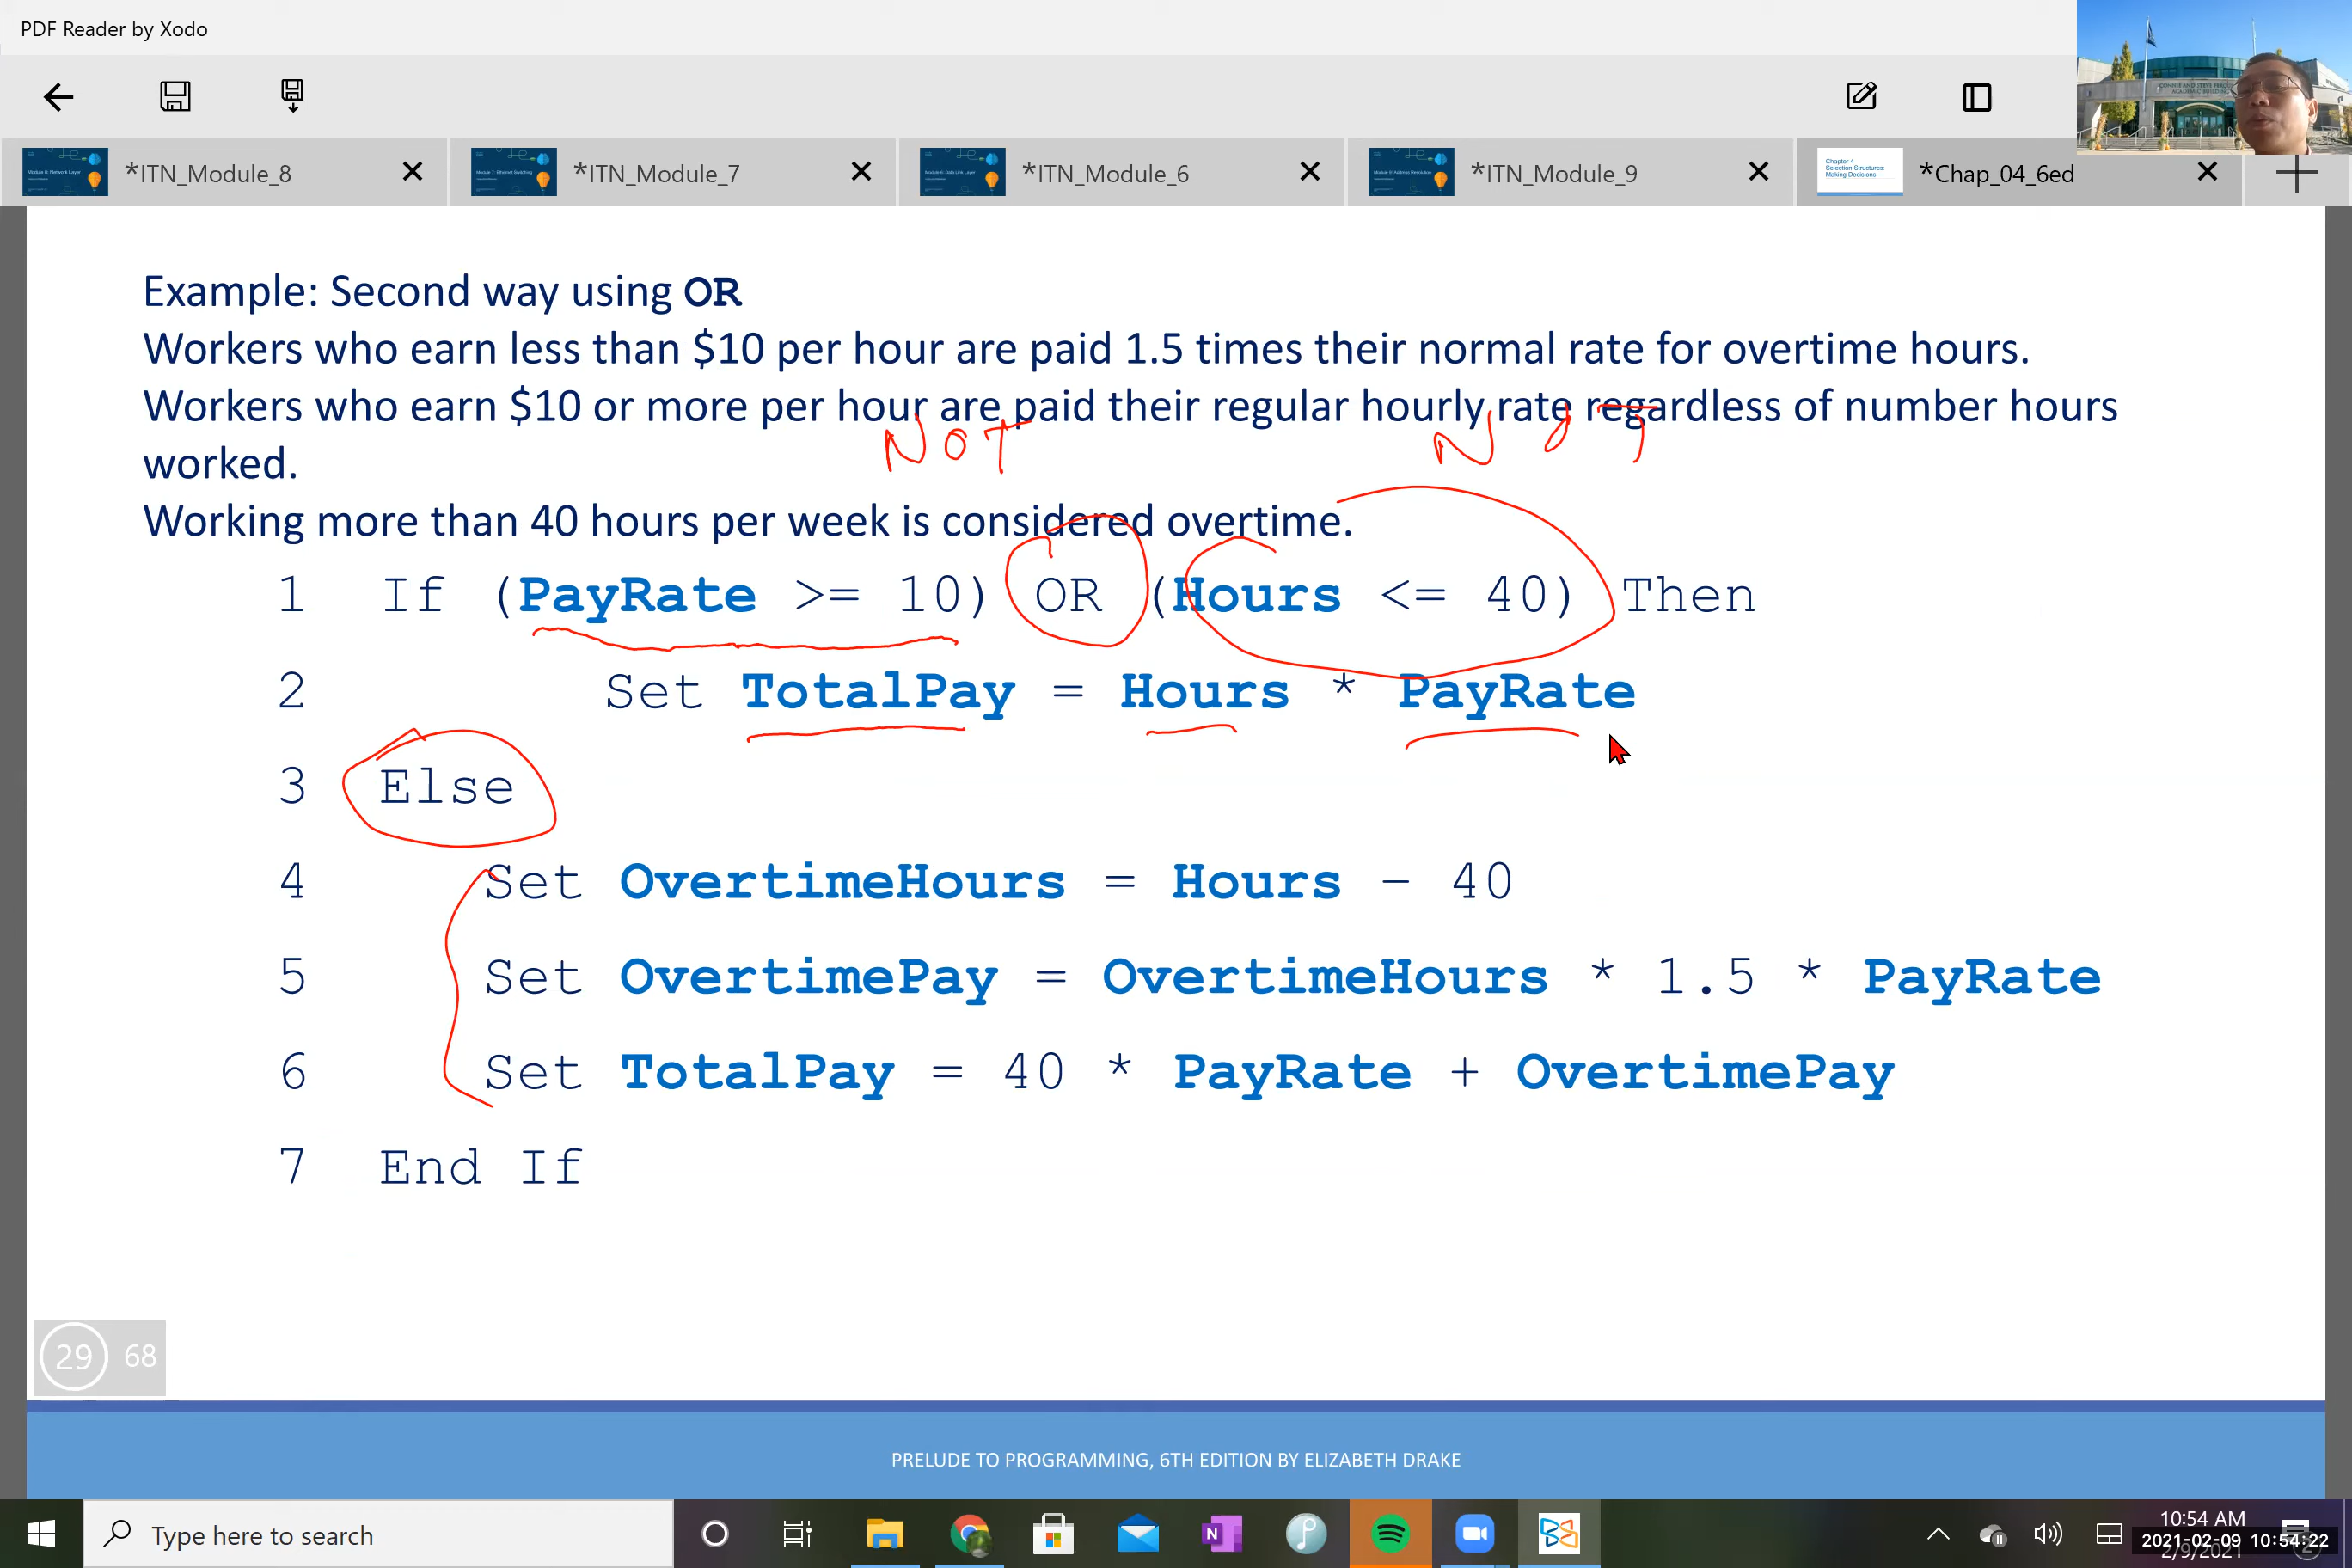 PDF Reader by Xodo
*ITN_Module_8
*ITN_Module_7
*ITN_Module_6
*ITN_Module_9
Chapter 4
Selection Structures:
Making Decisions
*Chap_04_6ed
Example: Second way using OR
Workers who earn less than $10 per hour are paid 1.5 times their normal rate for overtime hours.
Workers who earn $10 or more per hour are paid their regular hourly rate regardless of number hours
worked.
NOT NOT
Working more than 40 hours per week is considered overtime.
1 If (PayRate >= 10) OR (Hours <= 40) Then
2 Set TotalPay = Hours * PayRate
3 Else
4 Set OvertimeHours = Hours – 40
5 Set OvertimePay = OvertimeHours * 1.5 * PayRate
6 Set TotalPay = 40 * PayRate + OvertimePay
7 End If
29 68
PRELUDE TO PROGRAMMING, 6TH EDITION BY ELIZABETH DRAKE
Type here to search
10:54 AM
2021-02-09 10:54:22